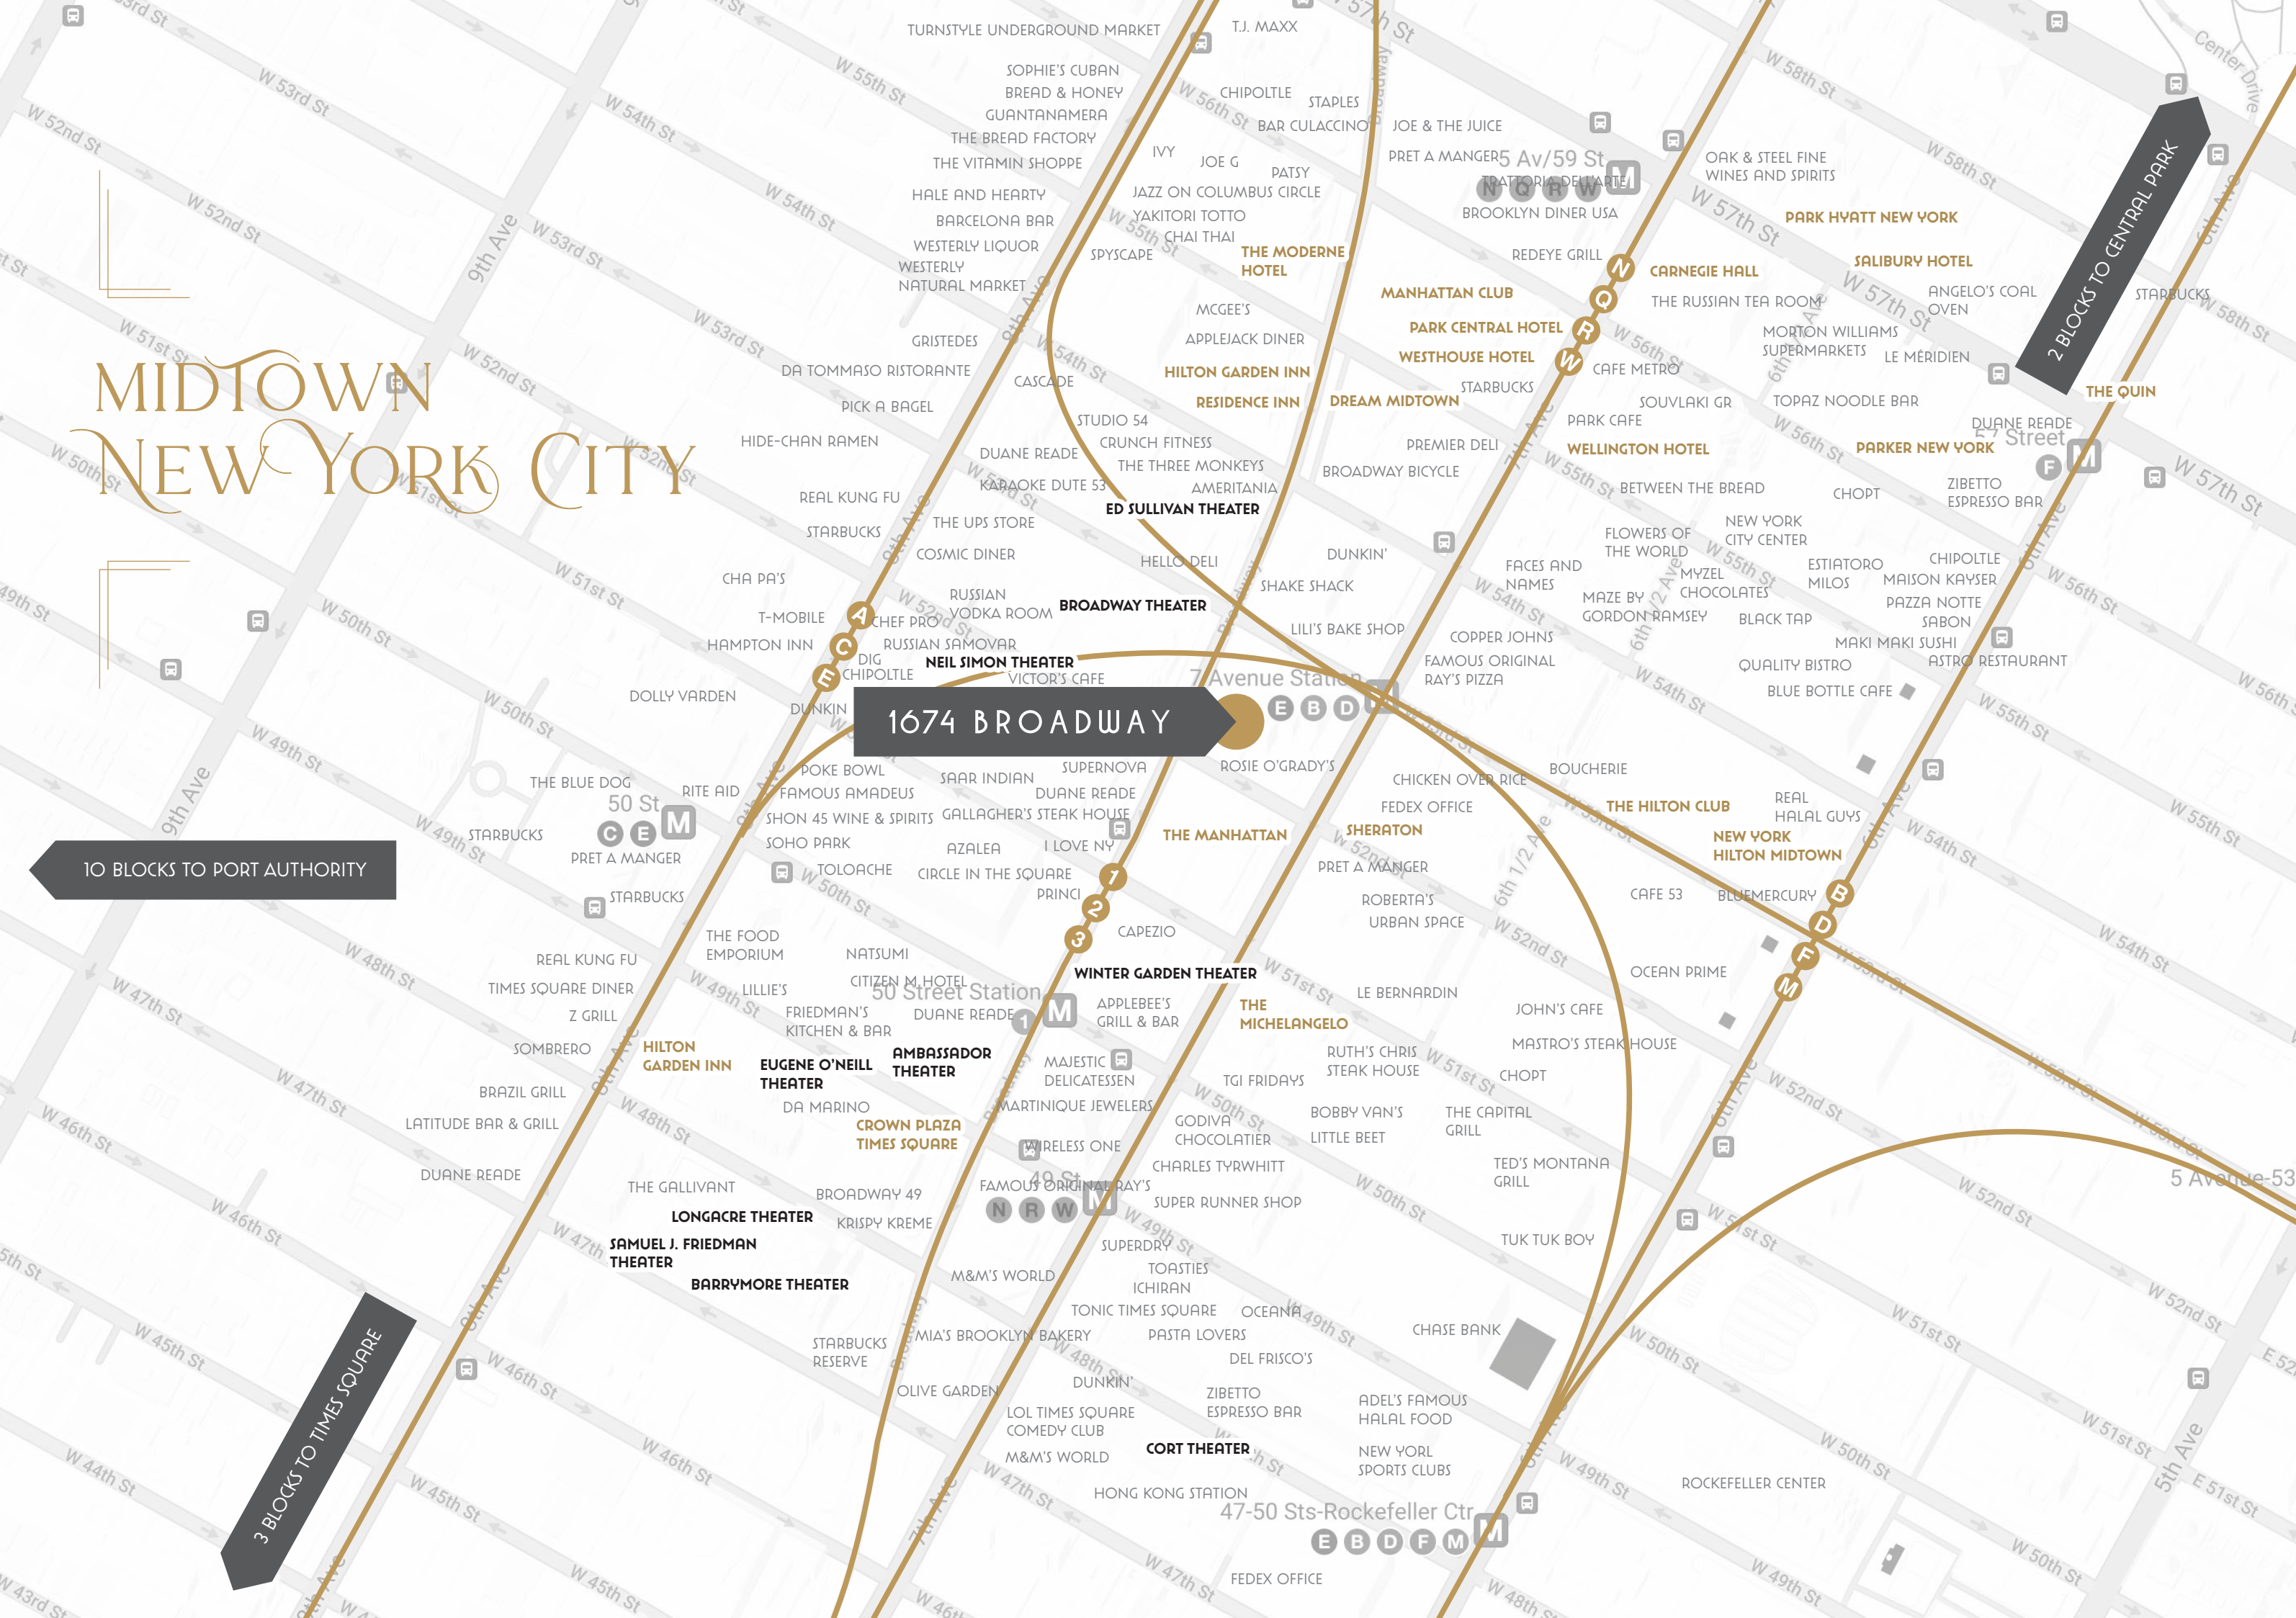 MIDTOWN
NEW YORK CITY
1674 BROADWAY
10 BLOCKS TO PORT AUTHORITY
3 BLOCKS TO TIMES SQUARE
2 BLOCKS TO CENTRAL PARK
TURNSTYLE UNDERGROUND MARKET
T.J. MAXX
SOPHIE'S CUBAN
BREAD & HONEY
GUANTANAMERA
THE BREAD FACTORY
THE VITAMIN SHOPPE
HALE AND HEARTY
BARCELONA BAR
WESTERLY LIQUOR
WESTERLY
NATURAL MARKET
GRISTEDES
DA TOMMASO RISTORANTE
PICK A BAGEL
HIDE-CHAN RAMEN
REAL KUNG FU
STARBUCKS
CHA PA'S
T-MOBILE
HAMPTON INN
DOLLY VARDEN
CHIPOLTLE
STAPLES
BAR CULACCINO
JOE & THE JUICE
IVY
JOE G
PATSY
PRET A MANGER
5 Av/59 St
N Q R W M
TRATTORIA DELL'ARTE
BROOKLYN DINER USA
JAZZ ON COLUMBUS CIRCLE
YAKITORI TOTTO
CHAI THAI
SPYSCAPE
THE MODERNE
HOTEL
REDEYE GRILL
MANHATTAN CLUB
PARK CENTRAL HOTEL
WESTHOUSE HOTEL
STARBUCKS
MCGEE'S
APPLEJACK DINER
HILTON GARDEN INN
RESIDENCE INN
DREAM MIDTOWN
CASCADE
STUDIO 54
CRUNCH FITNESS
DUANE READE
THE THREE MONKEYS
KARAOKE DUTE 53
AMERITANIA
ED SULLIVAN THEATER
PREMIER DELI
BROADWAY BICYCLE
THE UPS STORE
COSMIC DINER
HELLO DELI
DUNKIN'
SHAKE SHACK
RUSSIAN
VODKA ROOM
BROADWAY THEATER
CHEF PRO
RUSSIAN SAMOVAR
LILI'S BAKE SHOP
DIG
CHIPOLTLE
NEIL SIMON THEATER
VICTOR'S CAFE
DUNKIN
A
C
E
N
Q
R
W
1
2
3
B
D
F
M
7 Avenue Station
E B D
OAK & STEEL FINE
WINES AND SPIRITS
PARK HYATT NEW YORK
CARNEGIE HALL
SALIBURY HOTEL
THE RUSSIAN TEA ROOM
ANGELO'S COAL
OVEN
STARBUCKS
MORTON WILLIAMS
SUPERMARKETS
LE MÉRIDIEN
CAFE METRO
THE QUIN
SOUVLAKI GR
TOPAZ NOODLE BAR
PARK CAFE
DUANE READE
57 Street
F M
WELLINGTON HOTEL
PARKER NEW YORK
BETWEEN THE BREAD
CHOPT
ZIBETTO
ESPRESSO BAR
FLOWERS OF
THE WORLD
NEW YORK
CITY CENTER
FACES AND
NAMES
MYZEL
CHOCOLATES
ESTIATORO
MILOS
CHIPOLTLE
MAISON KAYSER
MAZE BY
GORDON RAMSEY
BLACK TAP
PAZZA NOTTE
SABON
COPPER JOHNS
MAKI MAKI SUSHI
FAMOUS ORIGINAL
RAY'S PIZZA
QUALITY BISTRO
ASTRO RESTAURANT
BLUE BOTTLE CAFE
THE BLUE DOG
RITE AID
50 St
C E M
STARBUCKS
PRET A MANGER
STARBUCKS
POKE BOWL
FAMOUS AMADEUS
SHON 45 WINE & SPIRITS
SOHO PARK
TOLOACHE
SAAR INDIAN
SUPERNOVA
DUANE READE
GALLAGHER'S STEAK HOUSE
AZALEA
I LOVE NY
CIRCLE IN THE SQUARE
PRINCI
ROSIE O'GRADY'S
THE MANHATTAN
SHERATON
CHICKEN OVER RICE
FEDEX OFFICE
BOUCHERIE
THE HILTON CLUB
REAL
HALAL GUYS
NEW YORK
HILTON MIDTOWN
PRET A MANGER
ROBERTA'S
URBAN SPACE
CAFE 53
BLUEMERCURY
OCEAN PRIME
THE FOOD
EMPORIUM
REAL KUNG FU
TIMES SQUARE DINER
Z GRILL
SOMBRERO
BRAZIL GRILL
LATITUDE BAR & GRILL
DUANE READE
LILLIE'S
NATSUMI
CITIZEN M HOTEL
50 Street Station
1 M
DUANE READE
FRIEDMAN'S
KITCHEN & BAR
CAPEZIO
WINTER GARDEN THEATER
APPLEBEE'S
GRILL & BAR
THE
MICHELANGELO
LE BERNARDIN
JOHN'S CAFE
MASTRO'S STEAK HOUSE
CHOPT
HILTON
GARDEN INN
EUGENE O'NEILL
THEATER
AMBASSADOR
THEATER
MAJESTIC
DELICATESSEN
TGI FRIDAYS
RUTH'S CHRIS
STEAK HOUSE
DA MARINO
MARTINIQUE JEWELERS
CROWN PLAZA
TIMES SQUARE
WIRELESS ONE
GODIVA
CHOCOLATIER
BOBBY VAN'S
LITTLE BEET
THE CAPITAL
GRILL
CHARLES TYRWHITT
TED'S MONTANA
GRILL
49 St
N R W M
FAMOUS ORIGINAL RAY'S
SUPER RUNNER SHOP
THE GALLIVANT
BROADWAY 49
LONGACRE THEATER
KRISPY KREME
SAMUEL J. FRIEDMAN
THEATER
BARRYMORE THEATER
SUPERDRY
TUK TUK BOY
M&M'S WORLD
TOASTIES
ICHIRAN
TONIC TIMES SQUARE
OCEANA
PASTA LOVERS
CHASE BANK
STARBUCKS
RESERVE
MIA'S BROOKLYN BAKERY
DEL FRISCO'S
OLIVE GARDEN
DUNKIN'
ZIBETTO
ESPRESSO BAR
ADEL'S FAMOUS
HALAL FOOD
LOL TIMES SQUARE
COMEDY CLUB
CORT THEATER
M&M'S WORLD
NEW YORL
SPORTS CLUBS
HONG KONG STATION
ROCKEFELLER CENTER
47-50 Sts-Rockefeller Ctr
E B D F M M
FEDEX OFFICE
5 Avenue-53
Center Drive
Broadway
5th Ave
6th Ave
6th 1/2 Ave
7th Ave
8th Ave
9th Ave
W 58th St
W 57th St
W 56th St
W 55th St
W 54th St
W 53rd St
W 52nd St
W 51st St
W 50th St
W 49th St
W 48th St
W 47th St
W 46th St
W 45th St
W 44th St
W 43rd St
E 51st St
E 52